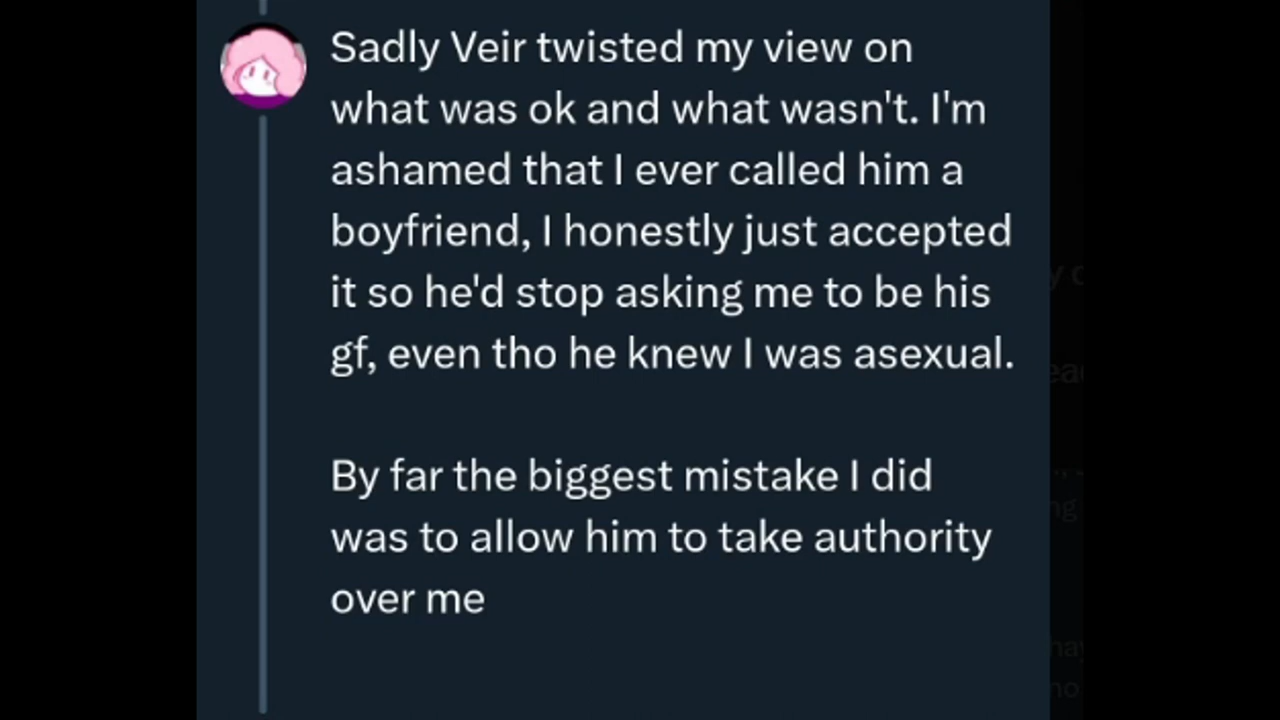 Sadly Veir twisted my view on
what was ok and what wasn't. I'm
ashamed that I ever called him a
boyfriend, I honestly just accepted
it so he'd stop asking me to be his
gf, even tho he knew I was asexual.
By far the biggest mistake I did
was to allow him to take authority
over me